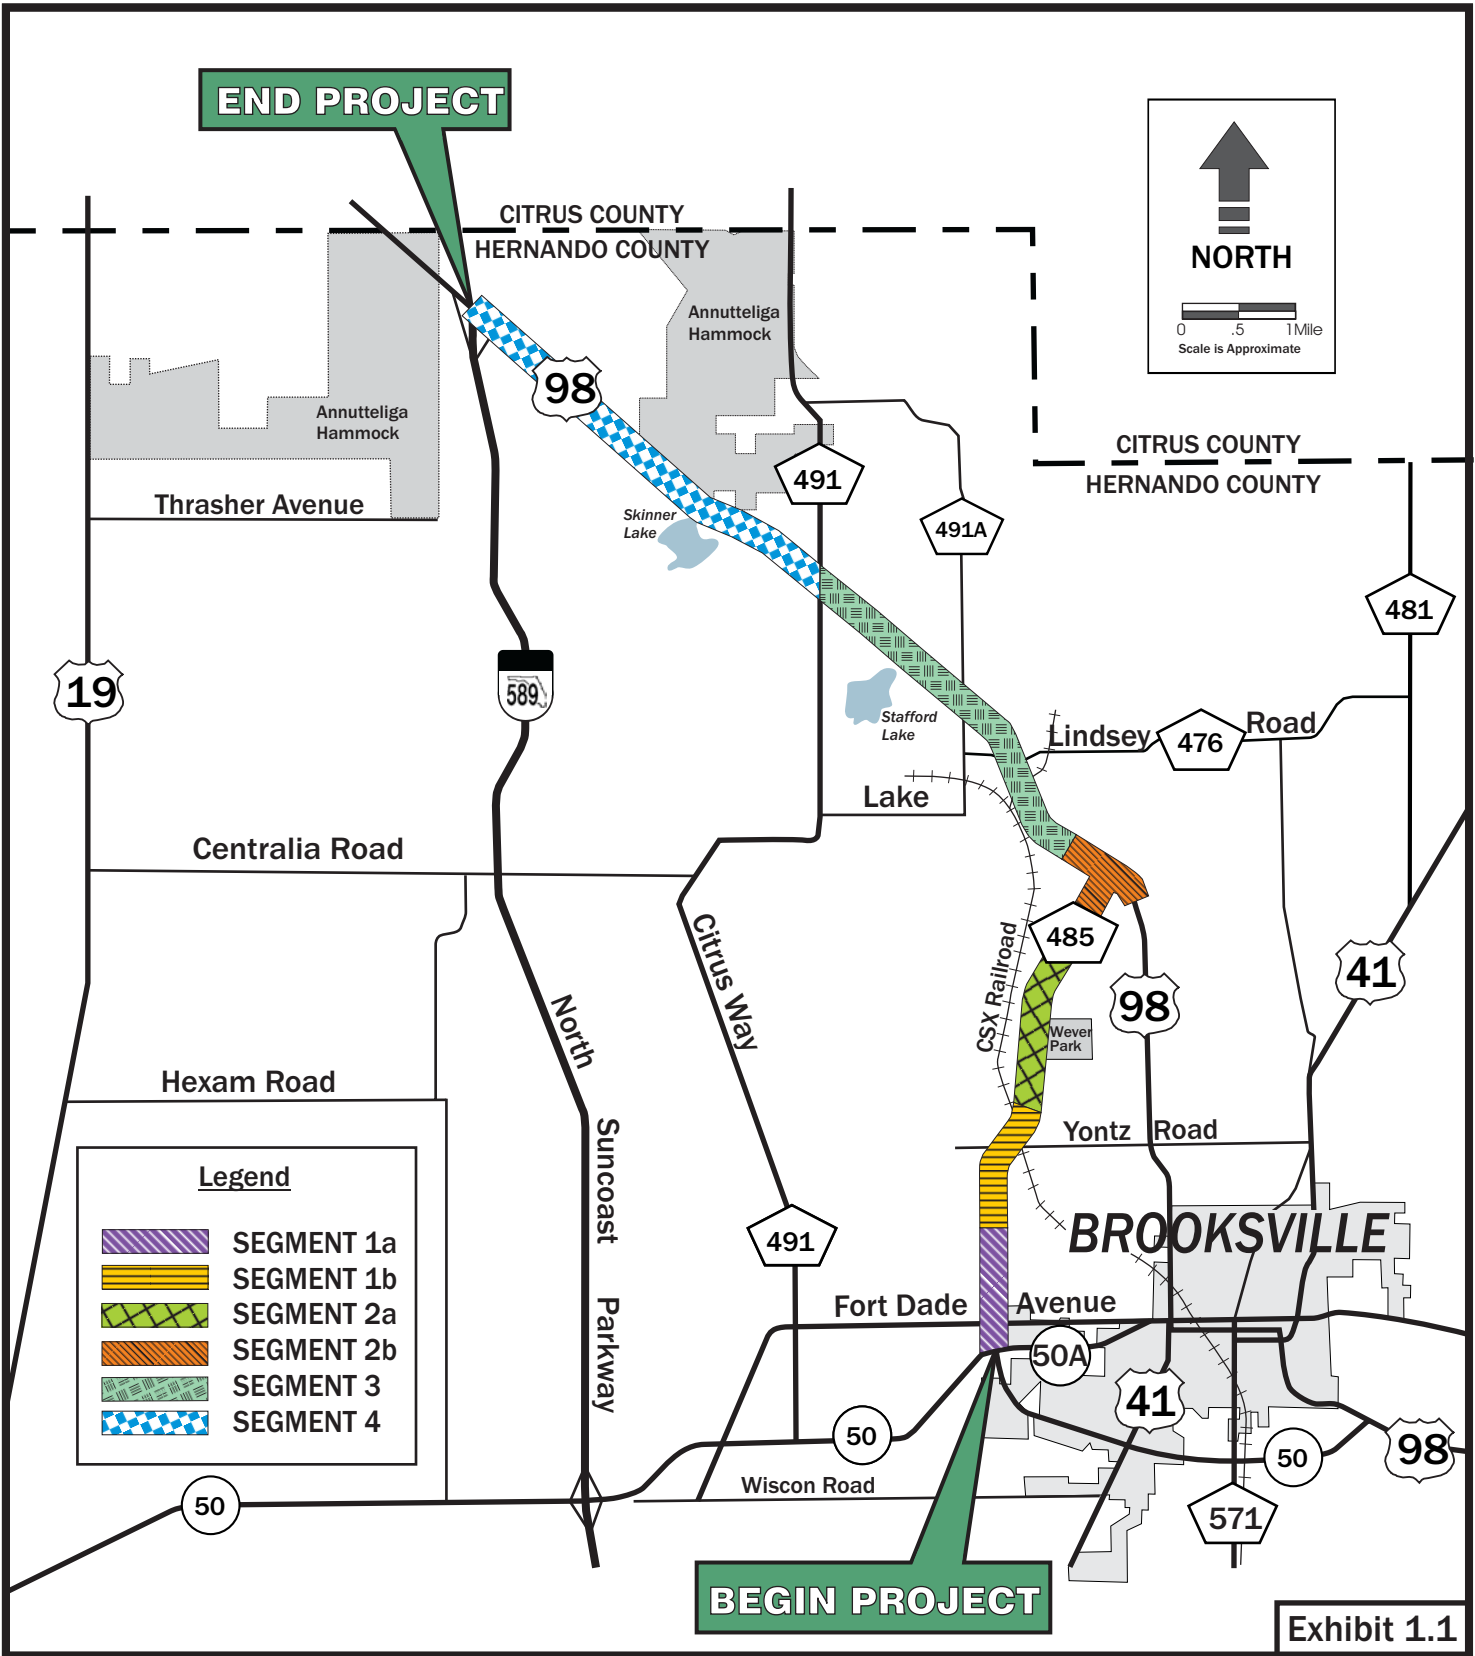 END PROJECT
CITRUS COUNTY
HERNANDO COUNTY
NORTH
0 .5 1Mile
Scale is Approximate
Annutteliga
Hammock
98
Annutteliga
Hammock
CITRUS COUNTY
HERNANDO COUNTY
491
Thrasher Avenue
Skinner
Lake
491A
481
19
589
Stafford
Lake
Lindsey
476
Road
Lake
Centralia Road
Citrus Way
485
CSX Railroad
41
98
North
Wever
Park
Hexam Road
Suncoast
Yontz Road
Legend
SEGMENT 1a
SEGMENT 1b
SEGMENT 2a
SEGMENT 2b
SEGMENT 3
SEGMENT 4
491
BROOKSVILLE
Parkway
Fort Dade Avenue
50A
41
50
50
98
Wiscon Road
50
571
BEGIN PROJECT
Exhibit 1.1